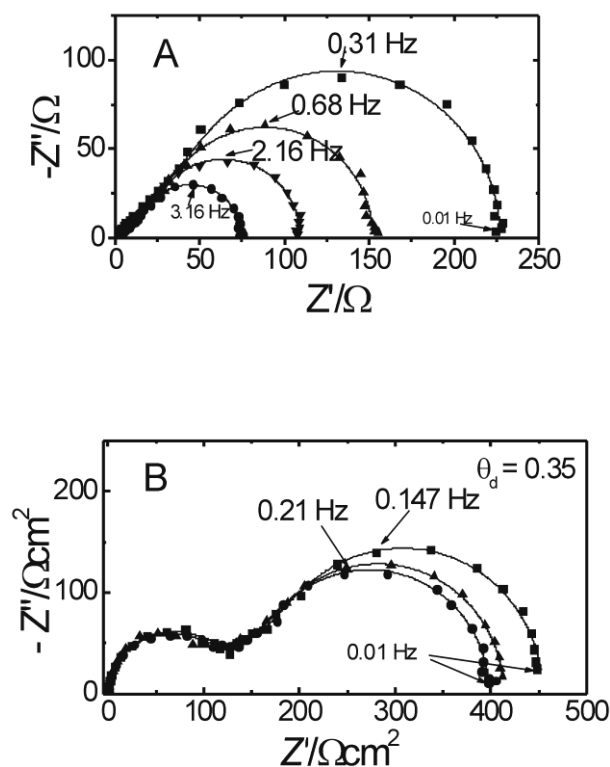 A
0.31 Hz
0.68 Hz
2.16 Hz
3.16 Hz
0.01 Hz
-Z''/Ω
100
50
0
0 50 100 150 200 250
Z'/Ω
B
θd = 0.35
0.147 Hz
0.21 Hz
0.01 Hz
- Z''/Ωcm²
200
100
0
0 100 200 300 400 500
Z'/Ωcm²